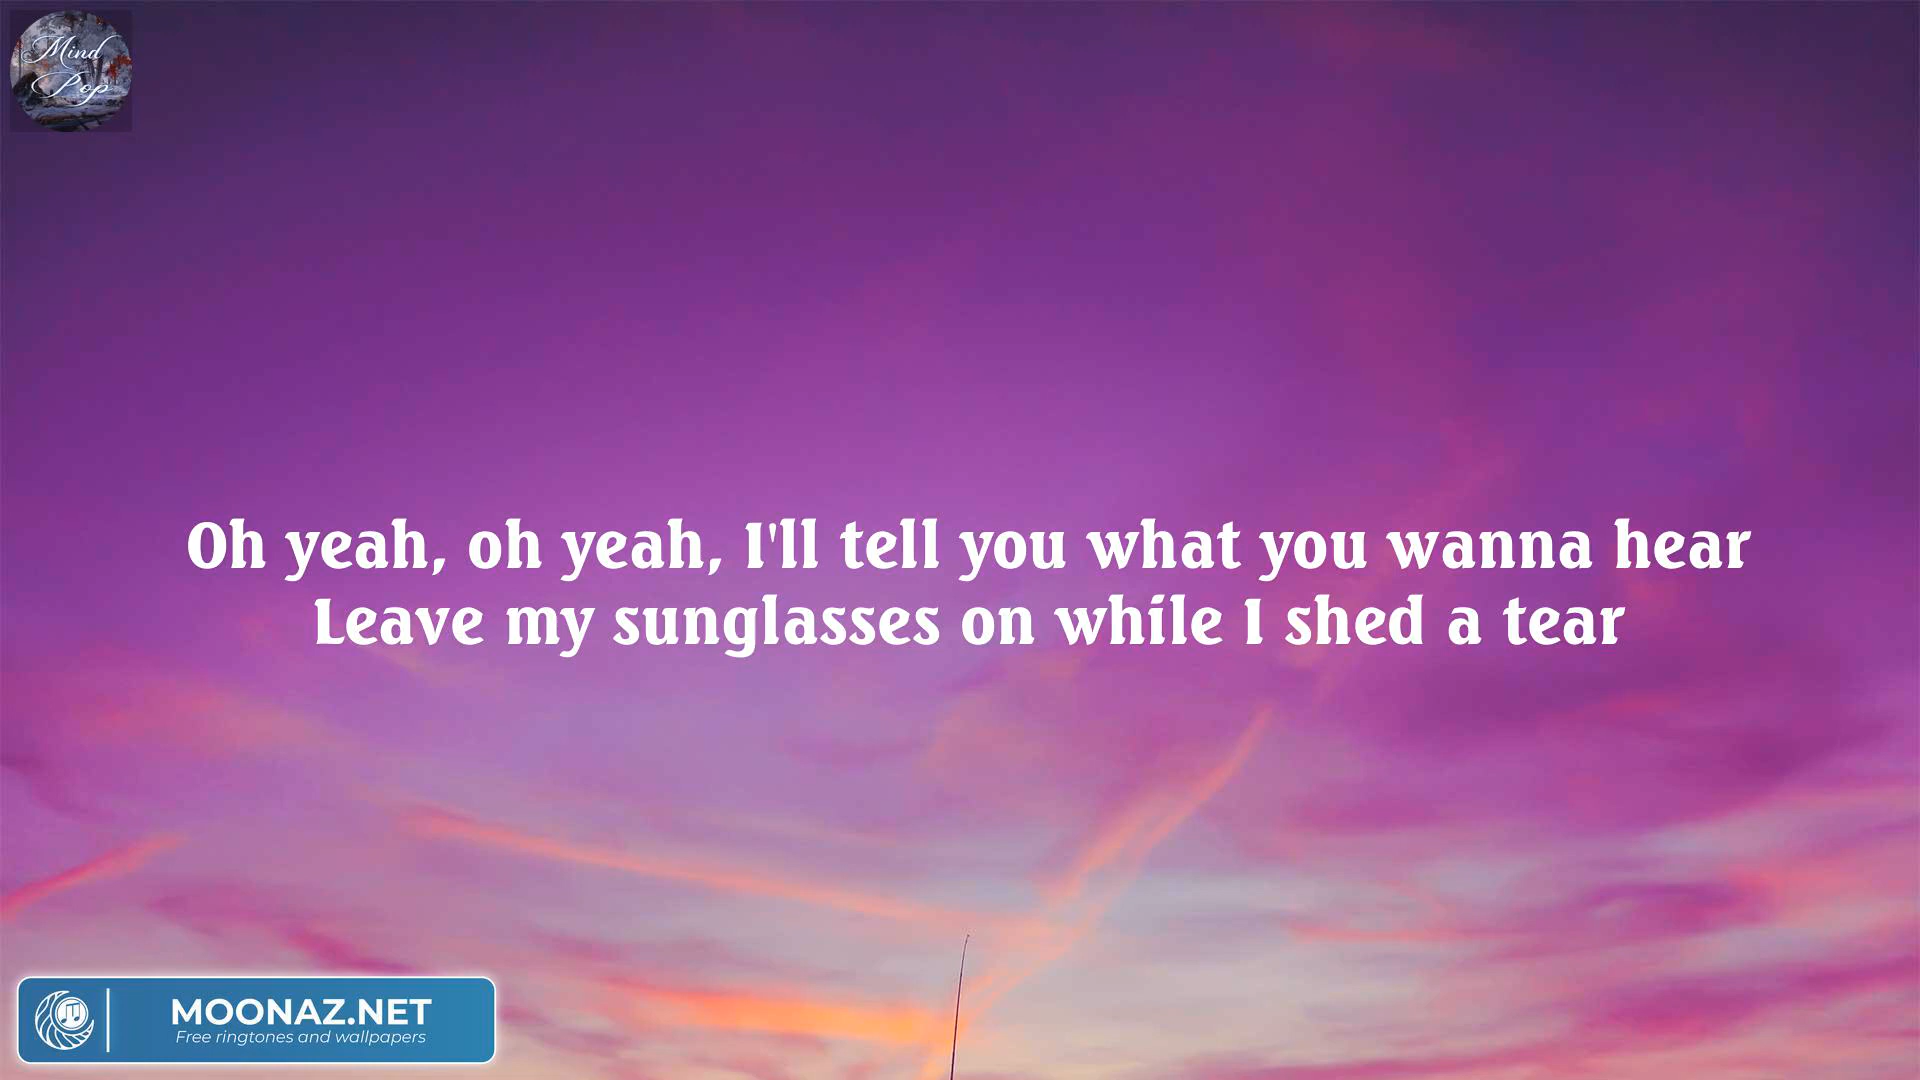 Mind
Pop
Oh yeah, oh yeah, I'll tell you what you wanna hear
Leave my sunglasses on while I shed a tear
MOONAZ.NET
Free ringtones and wallpapers